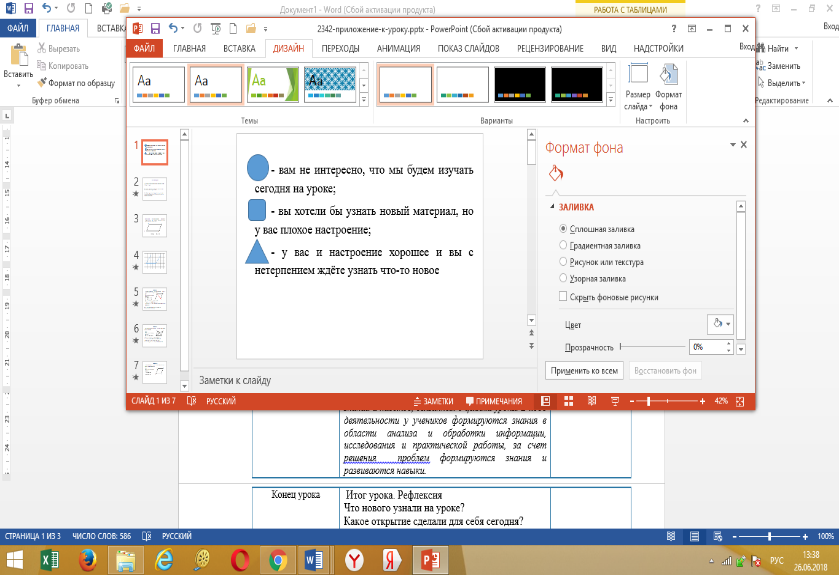 Документ1 - Word (Сбой активации продукта)
РАБОТА С ТАБЛИЦАМИ
ФАЙЛ
ГЛАВНАЯ
ВСТАВКА
Вход
Вставить
Вырезать
Копировать
Формат по образцу
Буфер обмена
Найти
Заменить
Выделить
Редактирование
2342-приложение-к-уроку.pptx - PowerPoint (Сбой активации продукта)
ФАЙЛ ГЛАВНАЯ ВСТАВКА ДИЗАЙН ПЕРЕХОДЫ АНИМАЦИЯ ПОКАЗ СЛАЙДОВ РЕЦЕНЗИРОВАНИЕ ВИД НАДСТРОЙКИ Вход
Aa Aa Aa Aa
Размер слайда
Формат фона
Темы
Варианты
Настроить
1
2
3
4
5
6
7
- вам не интересно, что мы будем изучать
сегодня на уроке;
- вы хотели бы узнать новый материал, но
у вас плохое настроение;
- у вас и настроение хорошее и вы с
нетерпением ждёте узнать что-то новое
Заметки к слайду
Формат фона
ЗАЛИВКА
Сплошная заливка
Градиентная заливка
Рисунок или текстура
Узорная заливка
Скрыть фоновые рисунки
Цвет
Прозрачность 0%
Применить ко всем
Восстановить фон
СЛАЙД 1 ИЗ 7 РУССКИЙ ЗАМЕТКИ ПРИМЕЧАНИЯ 42%
деятельности у учеников формируются знания в
области анализа и обработки информации,
исследования и практической работы, за счет
решения проблем формируются знания и
развиваются навыки.
Конец урока
Итог урока. Рефлексия
Что нового узнали на уроке?
Какое открытие сделали для себя сегодня?
СТРАНИЦА 1 ИЗ 3 ЧИСЛО СЛОВ: 586 РУССКИЙ 100%
РУС
13:38
26.06.2018